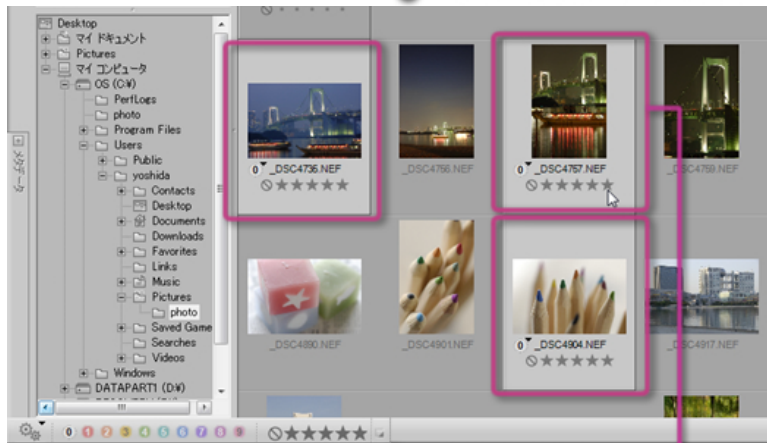 Desktop
マイ ドキュメント
Pictures
マイ コンピュータ
OS (C:¥)
PerfLogs
photo
Program Files
Users
Public
yoshida
Contacts
Desktop
Documents
Downloads
Favorites
Links
Music
Pictures
photo
Saved Game
Searches
Videos
Windows
DATAPART1 (D:¥)
メタデータ
0 _DSC4736.NEF
_DSC4756.NEF
0 _DSC4757.NEF
_DSC4759.NEF
_DSC4890.NEF
_DSC4901.NEF
0 _DSC4904.NEF
_DSC4917.NEF
0 1 2 3 4 5 6 7 8 9